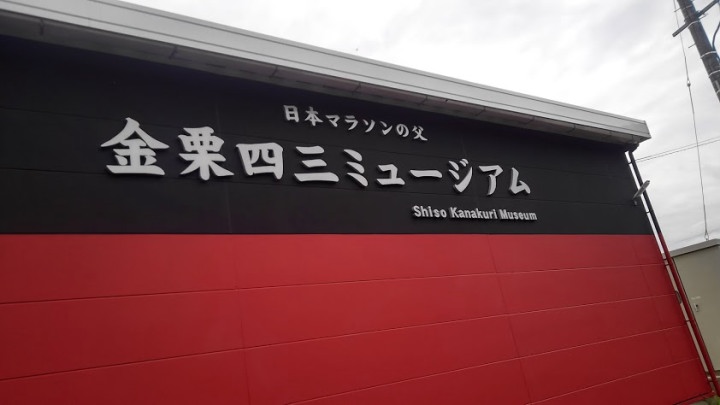 日本マラソンの父
金栗四三ミュージアム
Shiso Kanakuri Museum